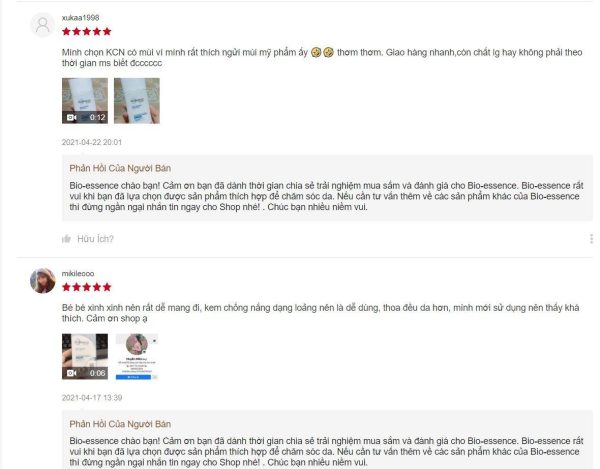 xukaa1998
Mình chọn KCN có mùi vì mình rất thích ngửi mùi mỹ phẩm ấy 🤣🤣 thơm thơm. Giao hàng nhanh,còn chất lg hay không phải theo
thời gian ms biết đcccccc
0:12
2021-04-22 20:01
Phản Hồi Của Người Bán
Bio-essence chào bạn! Cảm ơn bạn đã dành thời gian chia sẻ trải nghiệm mua sắm và đánh giá cho Bio-essence. Bio-essence rất
vui khi bạn đã lựa chọn được sản phẩm thích hợp để chăm sóc da. Nếu cần tư vấn thêm về các sản phẩm khác của Bio-essence
thì đừng ngần ngại nhắn tin ngay cho Shop nhé! . Chúc bạn nhiều niềm vui.
Hữu Ích?
mikileooo
Bé bé xinh xinh nên rất dễ mang đi, kem chống nắng dạng loãng nên là dễ dùng, thoa đều da hơn, mình mới sử dụng nên thấy khá
thích. Cảm ơn shop ạ
0:06
2021-04-17 13:39
Phản Hồi Của Người Bán
Bio-essence chào bạn! Cảm ơn bạn đã dành thời gian chia sẻ trải nghiệm mua sắm và đánh giá cho Bio-essence. Bio-essence rất
vui khi bạn đã lựa chọn được sản phẩm thích hợp để chăm sóc da. Nếu cần tư vấn thêm về các sản phẩm khác của Bio-essence
thì đừng ngần ngại nhắn tin ngay cho Shop nhé! . Chúc bạn nhiều niềm vui.